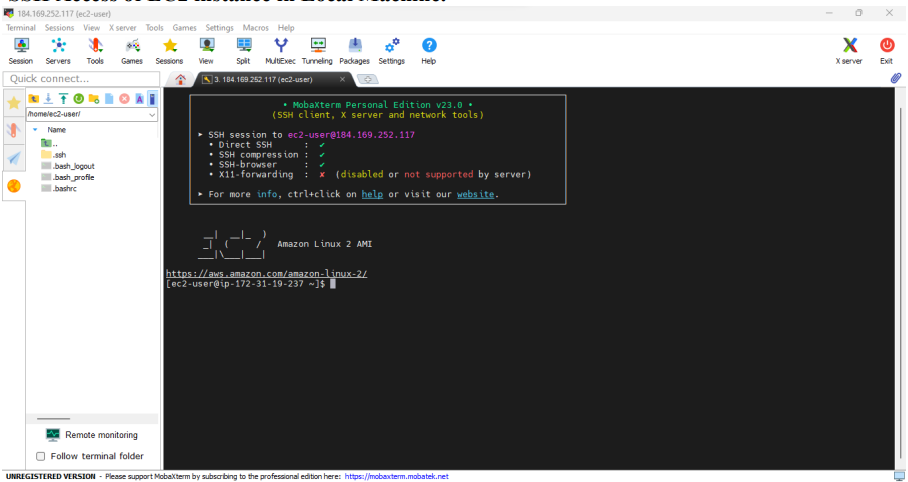 SSH Access of EC2 Instance in Local Machine:
184.169.252.117 (ec2-user)
Terminal Sessions View X server Tools Games Settings Macros Help
Session Servers Tools Games Sessions View Split MultiExec Tunneling Packages Settings Help X server Exit
Quick connect...
3. 184.169.252.117 (ec2-user)
/home/ec2-user/
Name
..
.ssh
.bash_logout
.bash_profile
.bashrc
• MobaXterm Personal Edition v23.0 •
(SSH client, X server and network tools)
► SSH session to ec2-user@184.169.252.117
• Direct SSH : ✔
• SSH compression : ✔
• SSH-browser : ✔
• X11-forwarding : ✘ (disabled or not supported by server)
► For more info, ctrl+click on help or visit our website.
__| __|_ )
_| ( / Amazon Linux 2 AMI
___|\___|___|
https://aws.amazon.com/amazon-linux-2/
[ec2-user@ip-172-31-19-237 ~]$
Remote monitoring
Follow terminal folder
UNREGISTERED VERSION - Please support MobaXterm by subscribing to the professional edition here: https://mobaxterm.mobatek.net